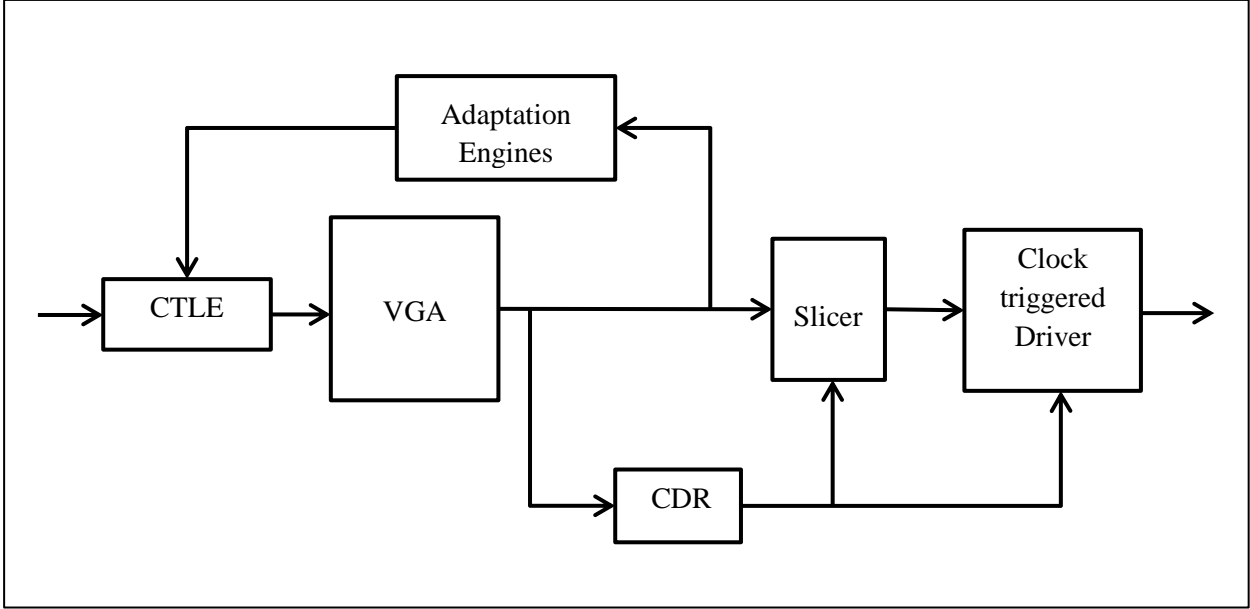 Adaptation
Engines
CTLE
VGA
Slicer
Clock
triggered
Driver
CDR